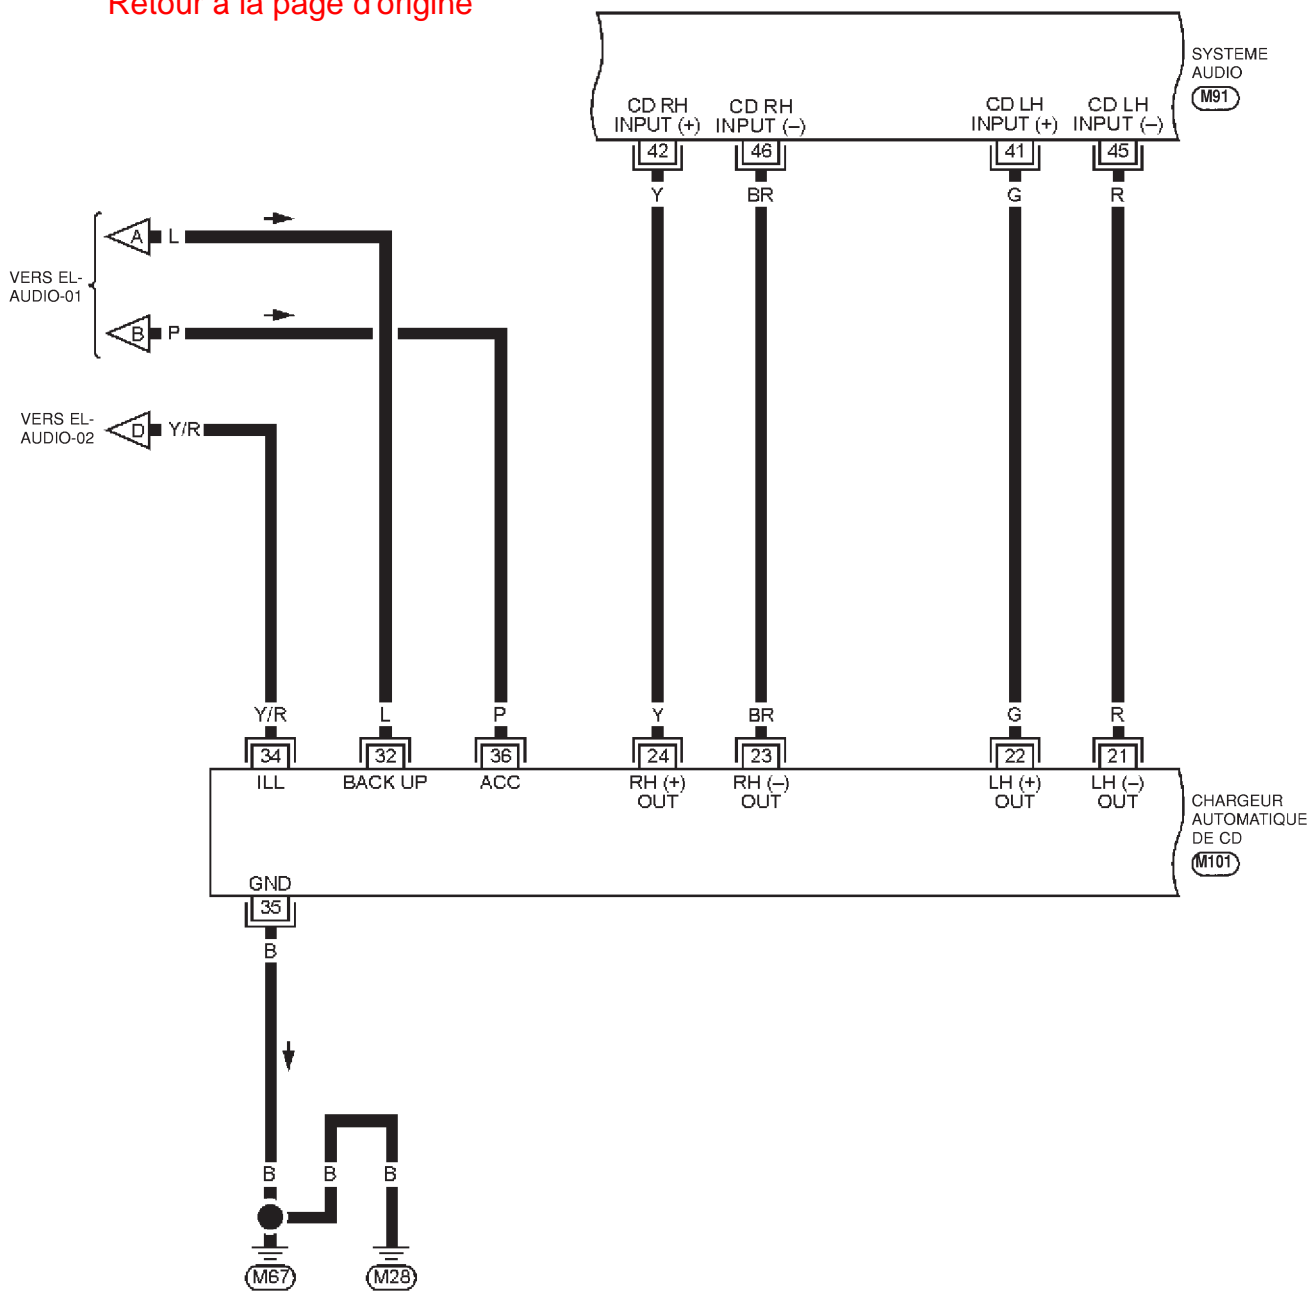 Retour à la page d'origine
SYSTEME
AUDIO
M91
CD RH
INPUT (+)
CD RH
INPUT (–)
CD LH
INPUT (+)
CD LH
INPUT (–)
42
46
41
45
Y
BR
G
R
A
L
VERS EL-
AUDIO-01
B
P
VERS EL-
AUDIO-02
D
Y/R
Y/R
L
P
Y
BR
G
R
34
32
36
24
23
22
21
ILL
BACK UP
ACC
RH (+)
OUT
RH (–)
OUT
LH (+)
OUT
LH (–)
OUT
CHARGEUR
AUTOMATIQUE
DE CD
M101
GND
35
B
B
B
B
M67
M28